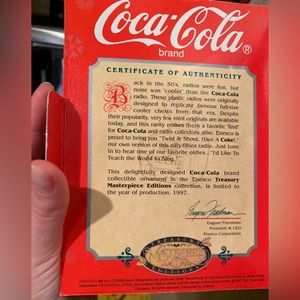 Coca-Cola
brand
CERTIFICATE OF AUTHENTICITY
Back in the 50's, radios were fun, but
none was "cooler" than the Coca-Cola
radio. These plastic radios were originally
designed to replicate famous full-size
cooler chests from that era. Despite
their popularity, very few mint originals are available
today, and this rarity makes them a favorite "find"
for Coca-Cola and radio collectors alike. Enesco is
proud to bring you "Twist & Shout, Have A Coke!",
our own version of this nifty fifties radio. Just tune
in to hear one of our favorite oldies, "I'd Like To
Teach the World to Sing."
This delightfully designed Coca-Cola brand
collectible ornament in the Enesco Treasury
Masterpiece Editions collection, is limited to
the year of production, 1997.
Eugene Freedman
Eugene Freedman
President & CEO
Enesco Corporation
TREASURY
MASTERPIECE
EDITIONS